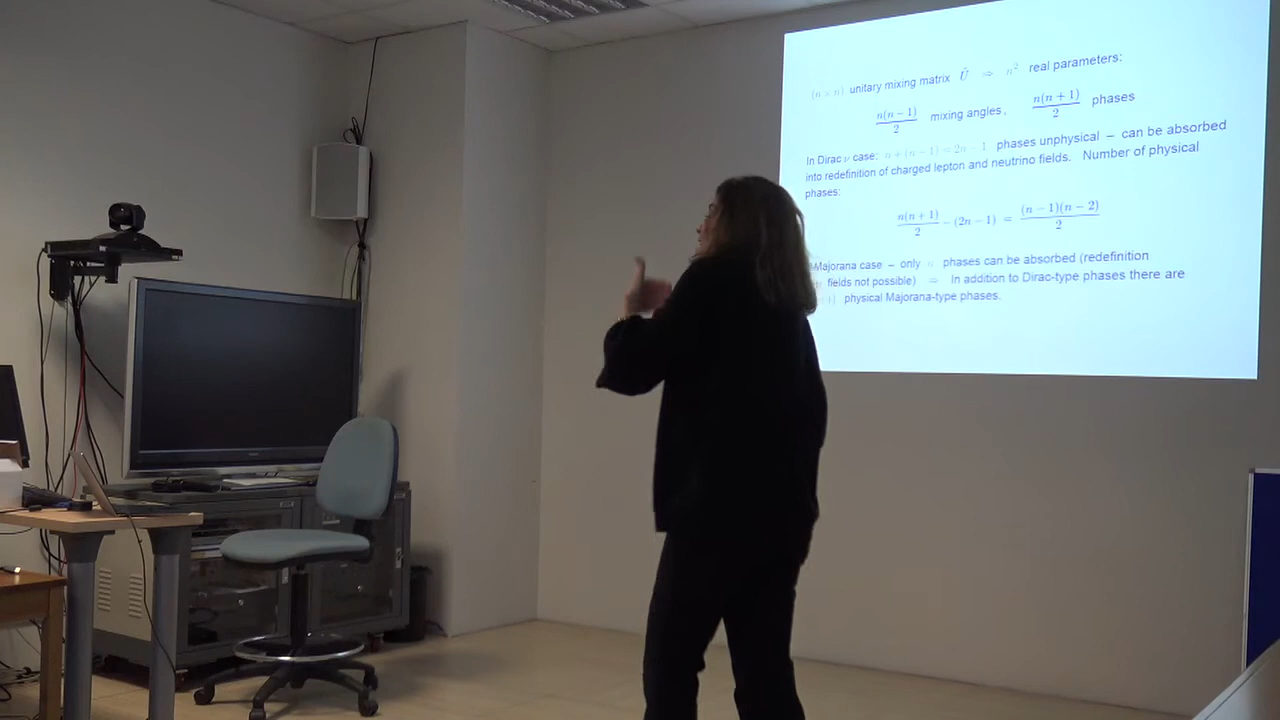 (n × n) unitary mixing matrix Ũ ⇒ n² real parameters:
n(n − 1)/2 mixing angles, n(n + 1)/2 phases
In Dirac ν case: n + (n − 1) = 2n − 1 phases unphysical – can be absorbed
into redefinition of charged lepton and neutrino fields. Number of physical
phases:
n(n + 1)/2 − (2n − 1) = (n − 1)(n − 2)/2
Majorana case – only n phases can be absorbed (redefinition
fields not possible) ⇒ In addition to Dirac-type phases there are
physical Majorana-type phases.